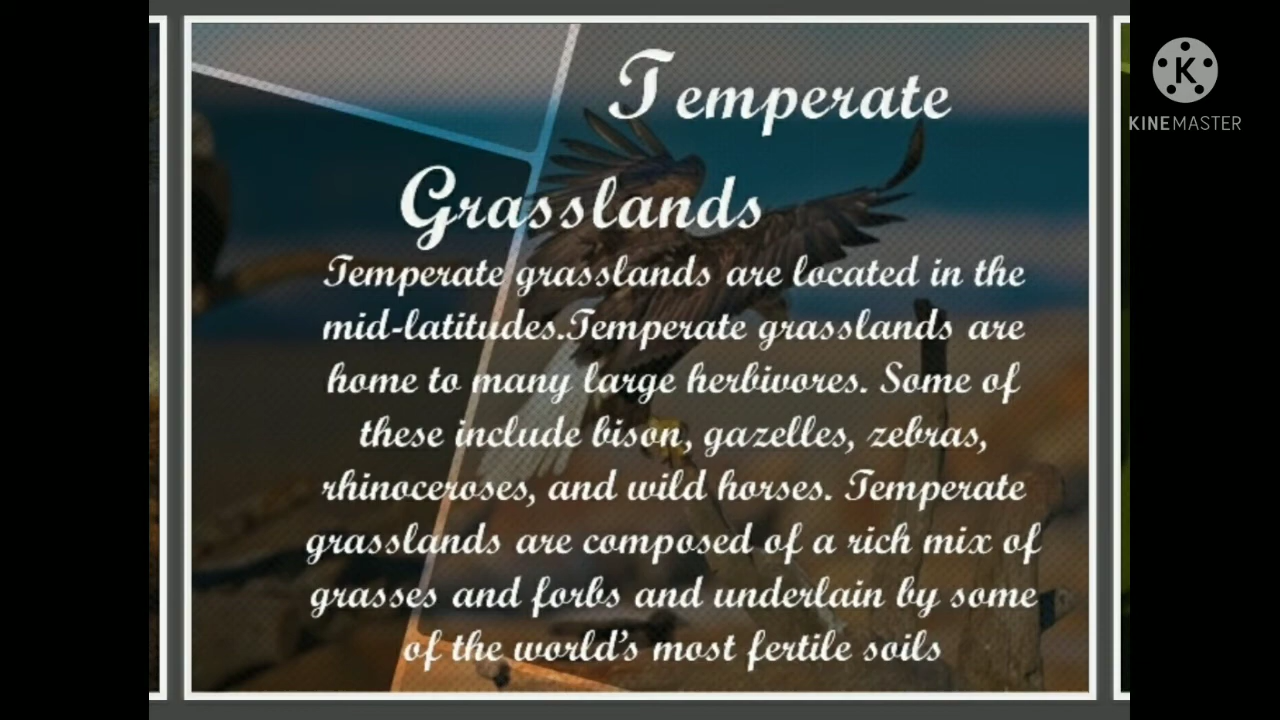 Temperate
Grasslands
Temperate grasslands are located in the
mid-latitudes.Temperate grasslands are
home to many large herbivores. Some of
these include bison, gazelles, zebras,
rhinoceroses, and wild horses. Temperate
grasslands are composed of a rich mix of
grasses and forbs and underlain by some
of the world's most fertile soils
K
KINEMASTER